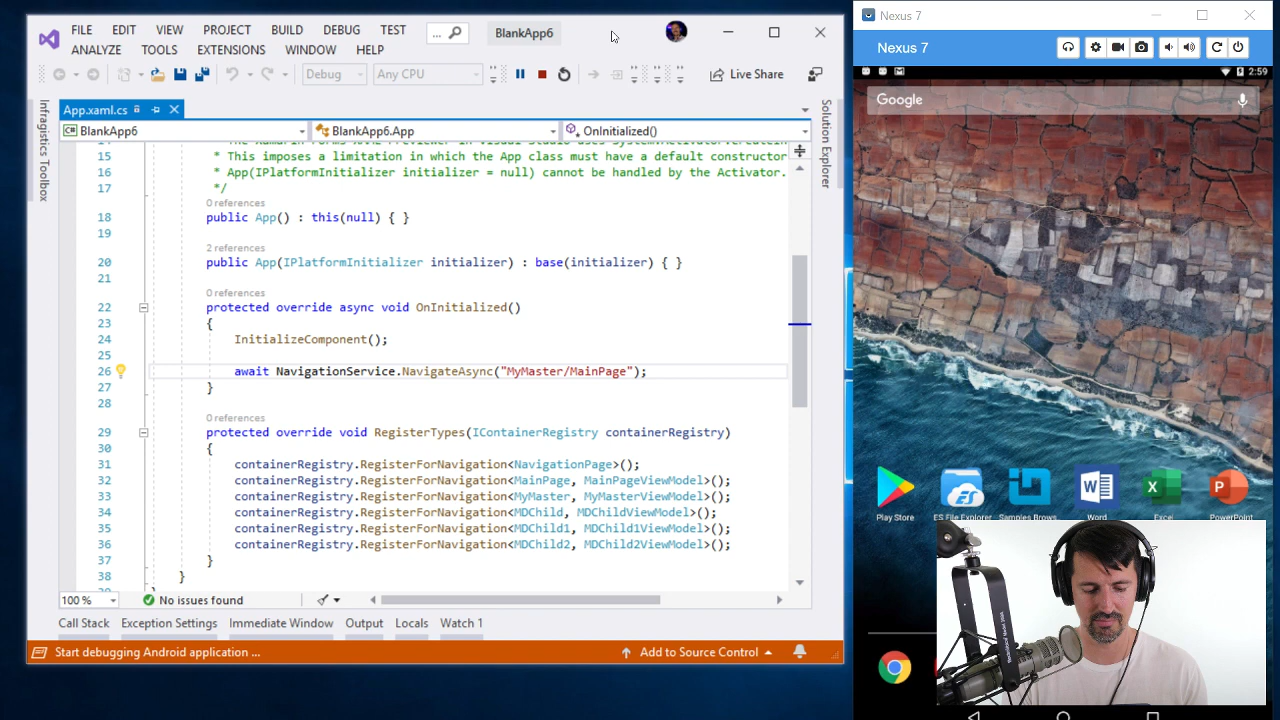 FILE EDIT VIEW PROJECT BUILD DEBUG TEST
ANALYZE TOOLS EXTENSIONS WINDOW HELP
... BlankApp6
Debug Any CPU Live Share
Infragistics Toolbox
App.xaml.cs
BlankApp6 BlankApp6.App OnInitialized()
Solution Explorer
15 * This imposes a limitation in which the App class must have a default constructor
16 * App(IPlatformInitializer initializer = null) cannot be handled by the Activator.
17 */
0 references
18 public App() : this(null) { }
19
2 references
20 public App(IPlatformInitializer initializer) : base(initializer) { }
21
0 references
22 protected override async void OnInitialized()
23 {
24 InitializeComponent();
25
26 await NavigationService.NavigateAsync("MyMaster/MainPage");
27 }
28
0 references
29 protected override void RegisterTypes(IContainerRegistry containerRegistry)
30 {
31 containerRegistry.RegisterForNavigation<NavigationPage>();
32 containerRegistry.RegisterForNavigation<MainPage, MainPageViewModel>();
33 containerRegistry.RegisterForNavigation<MyMaster, MyMasterViewModel>();
34 containerRegistry.RegisterForNavigation<MDChild, MDChildViewModel>();
35 containerRegistry.RegisterForNavigation<MDChild1, MDChild1ViewModel>();
36 containerRegistry.RegisterForNavigation<MDChild2, MDChild2ViewModel>();
37 }
38 }
100 % No issues found
Call Stack Exception Settings Immediate Window Output Locals Watch 1
Start debugging Android application ... Add to Source Control
Nexus 7
Nexus 7
2:59
Google
Play Store ES File Explorer Samples Brows Word Excel PowerPoint